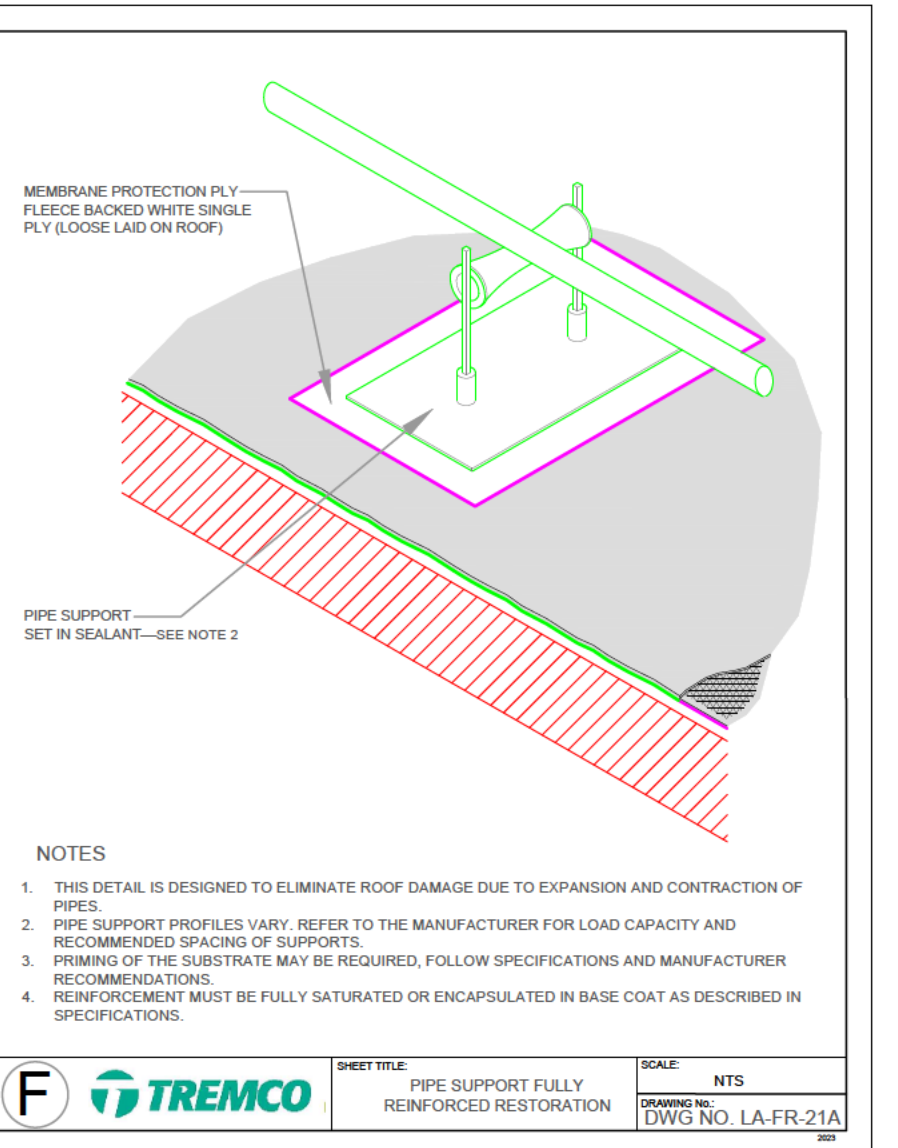 MEMBRANE PROTECTION PLY
FLEECE BACKED WHITE SINGLE
PLY (LOOSE LAID ON ROOF)
PIPE SUPPORT
SET IN SEALANT—SEE NOTE 2
NOTES
1. THIS DETAIL IS DESIGNED TO ELIMINATE ROOF DAMAGE DUE TO EXPANSION AND CONTRACTION OF
PIPES.
2. PIPE SUPPORT PROFILES VARY. REFER TO THE MANUFACTURER FOR LOAD CAPACITY AND
RECOMMENDED SPACING OF SUPPORTS.
3. PRIMING OF THE SUBSTRATE MAY BE REQUIRED, FOLLOW SPECIFICATIONS AND MANUFACTURER
RECOMMENDATIONS.
4. REINFORCEMENT MUST BE FULLY SATURATED OR ENCAPSULATED IN BASE COAT AS DESCRIBED IN
SPECIFICATIONS.
F
TREMCO
SHEET TITLE:
PIPE SUPPORT FULLY
REINFORCED RESTORATION
SCALE:
NTS
DRAWING No.:
DWG NO. LA-FR-21A
2023